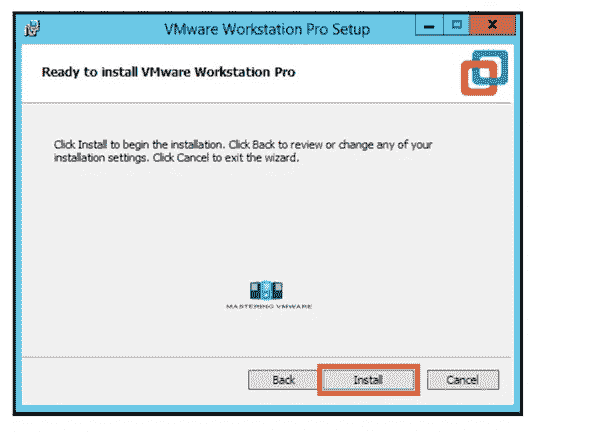 VMware Workstation Pro Setup
Ready to install VMware Workstation Pro
Click Install to begin the installation. Click Back to review or change any of your
installation settings. Click Cancel to exit the wizard.
MASTERING VMWARE
Back Install Cancel